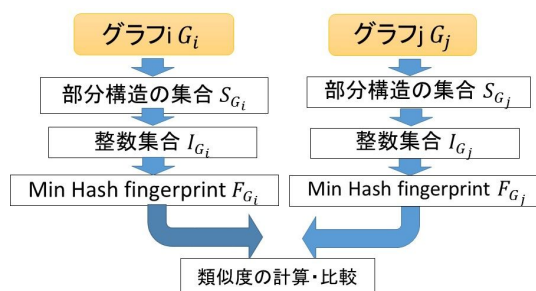 グラフi G_i
部分構造の集合 S_{G_i}
整数集合 I_{G_i}
Min Hash fingerprint F_{G_i}
グラフj G_j
部分構造の集合 S_{G_j}
整数集合 I_{G_j}
Min Hash fingerprint F_{G_j}
類似度の計算・比較